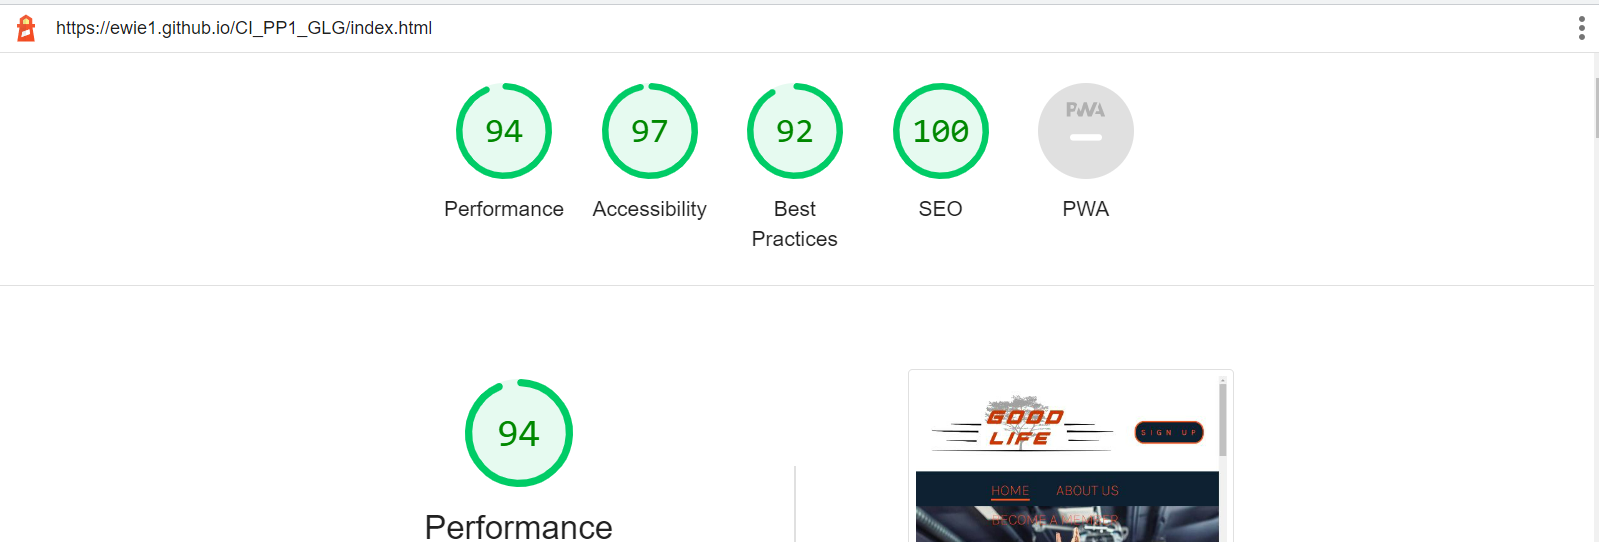 https://ewie1.github.io/CI_PP1_GLG/index.html
94
97
92
100
PWA
Performance
Accessibility
Best
Practices
SEO
PWA
94
Performance
GOOD
LIFE
SIGN UP
HOME
ABOUT US
BECOME A MEMBER